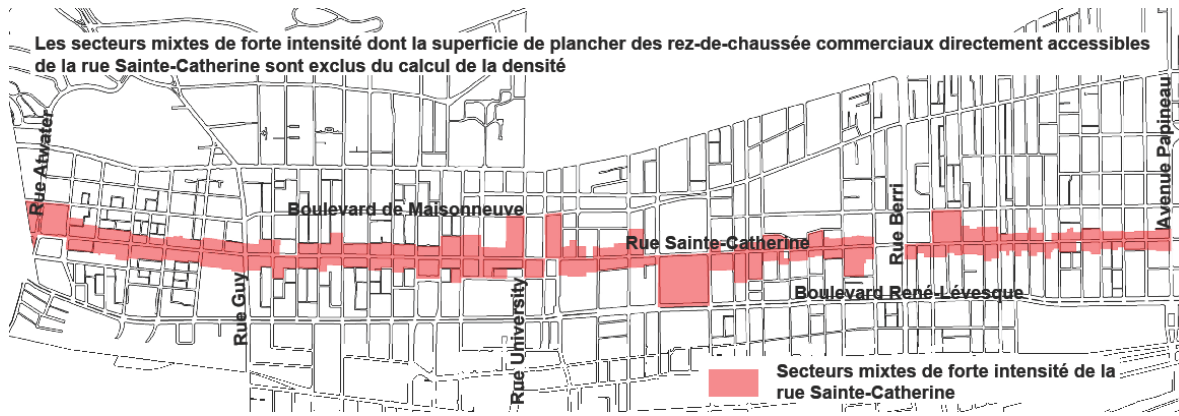 Les secteurs mixtes de forte intensité dont la superficie de plancher des rez-de-chaussée commerciaux directement accessibles
de la rue Sainte-Catherine sont exclus du calcul de la densité
Rue Atwater
Boulevard de Maisonneuve
Rue Guy
Rue University
Rue Sainte-Catherine
Rue Berri
Boulevard René-Lévesque
Avenue Papineau
Secteurs mixtes de forte intensité de la
rue Sainte-Catherine